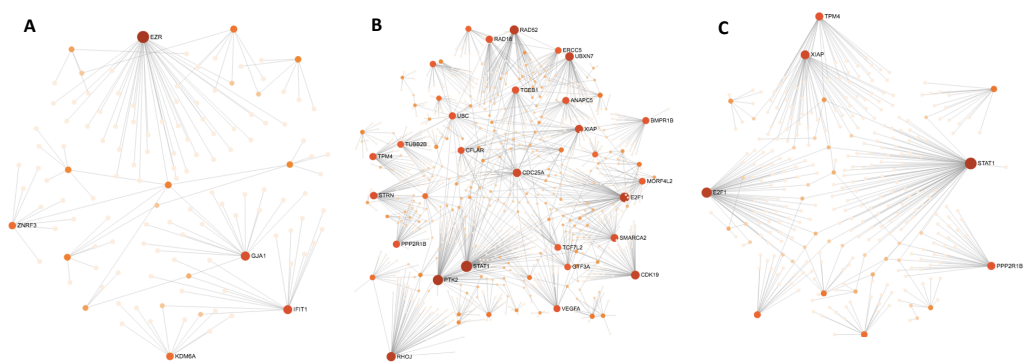 A
EZR
ZNRF3
GJA1
IFIT1
KDM6A
B
RAD52
RAD18
ERCC5
UBXN7
TGEB1
ANAPC5
UBC
XIAP
BMPR1B
TUBB2B
CFLAR
TPM4
CDC25A
MORF4L2
STRN
E2F1
PPP2R1B
SMARCA2
TCF7L2
STAT1
GTF3A
CDK19
PTK2
VEGFA
RHOJ
C
TPM4
XIAP
STAT1
E2F1
PPP2R1B